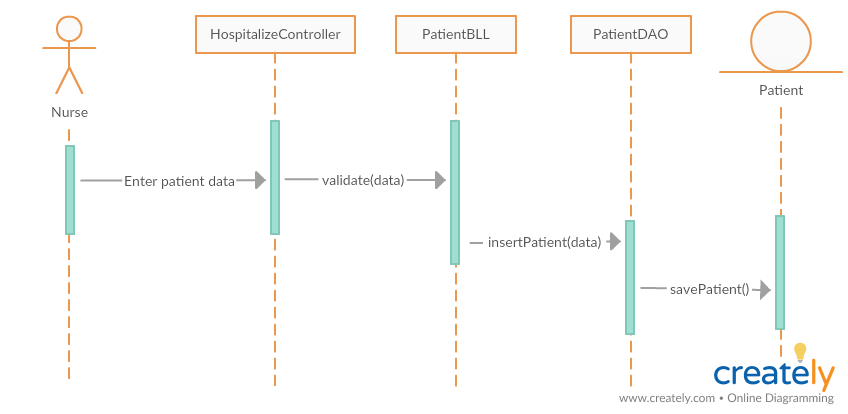 HospitalizeController
PatientBLL
PatientDAO
Nurse
Patient
Enter patient data
validate(data)
insertPatient(data)
savePatient()
creately
www.creately.com • Online Diagramming